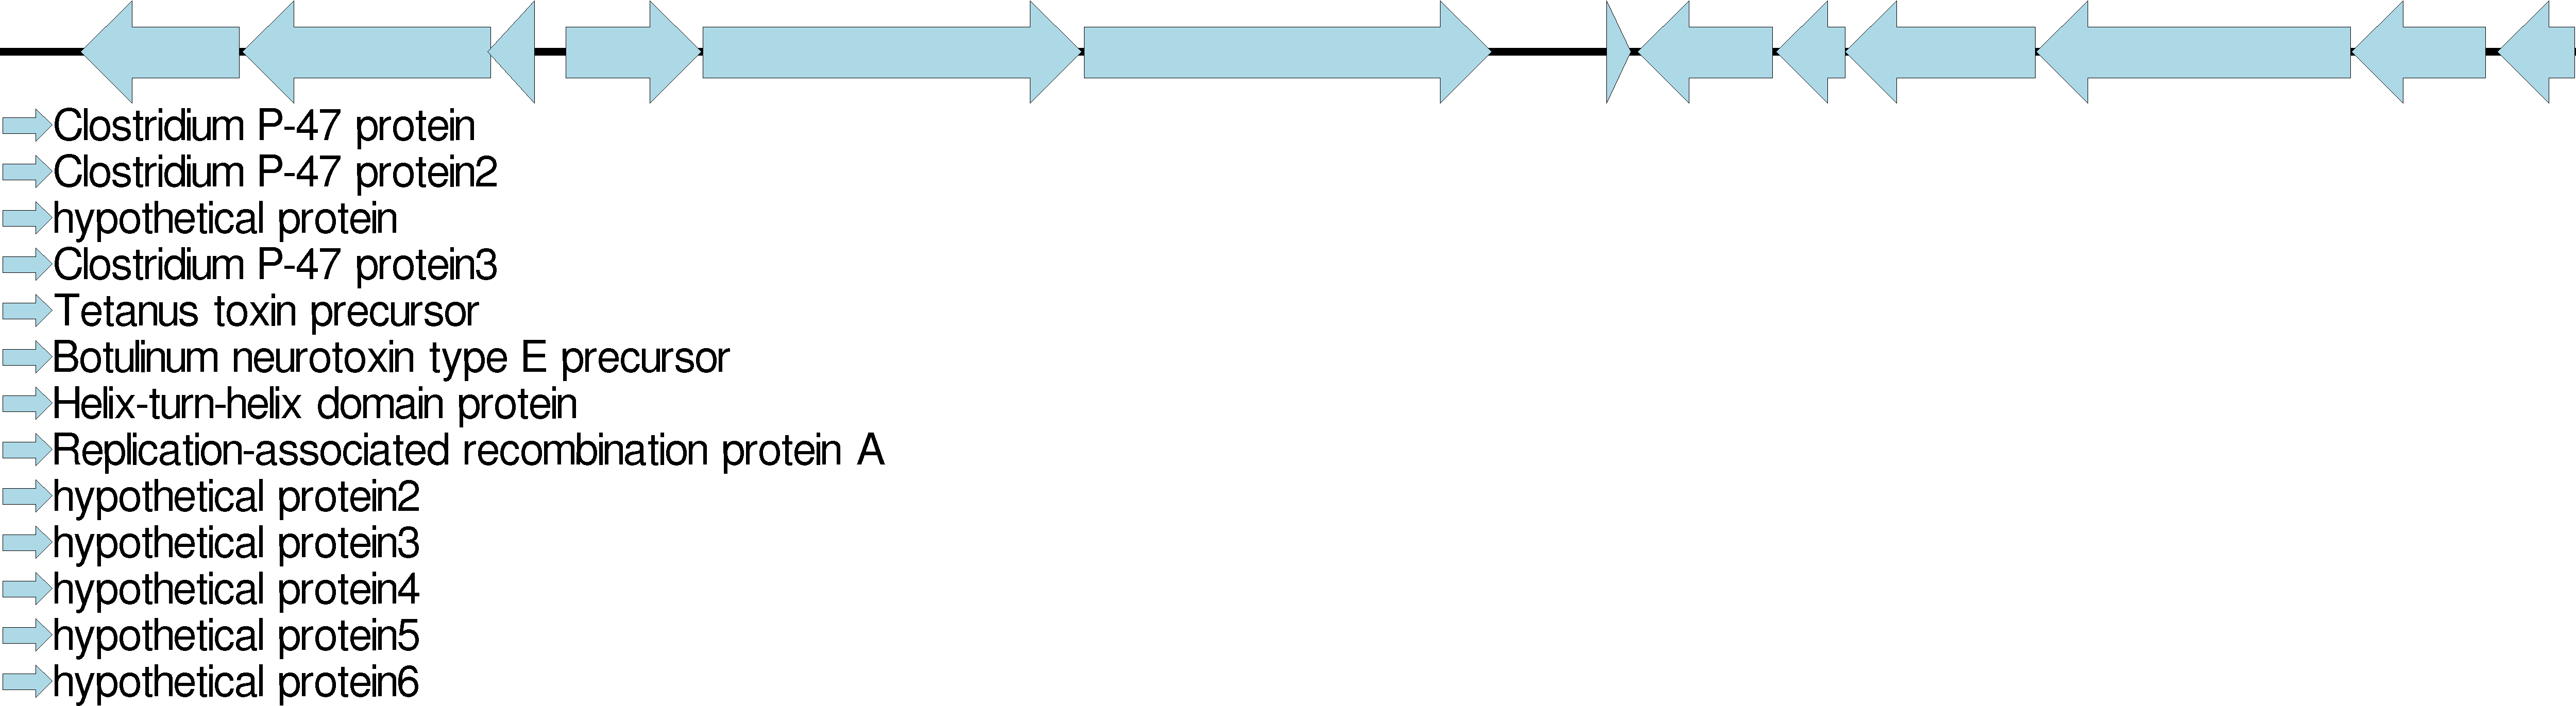 Clostridium P-47 protein
Clostridium P-47 protein2
hypothetical protein
Clostridium P-47 protein3
Tetanus toxin precursor
Botulinum neurotoxin type E precursor
Helix-turn-helix domain protein
Replication-associated recombination protein A
hypothetical protein2
hypothetical protein3
hypothetical protein4
hypothetical protein5
hypothetical protein6